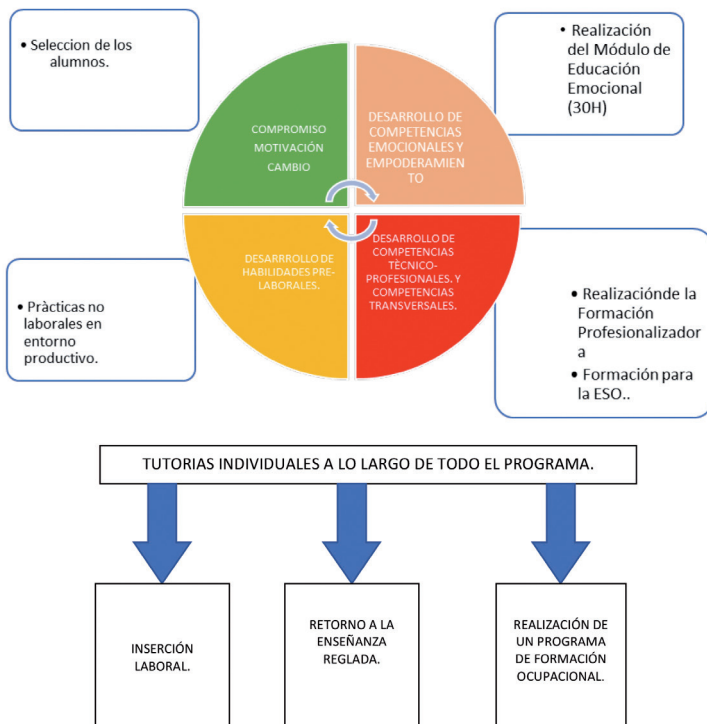 • Seleccion de los
alumnos.
COMPROMISO
MOTIVACIÓN
CAMBIO
DESARROLLO DE
COMPETENCIAS
EMOCIONALES Y
EMPODERAMIEN
TO
• Realización
del Módulo de
Educación
Emocional
(30H)
• Pràcticas no
laborales en
entorno
productivo.
DESARRROLLO DE
HABILIDADES PRE-
LABORALES.
DESARROLLO DE
COMPETENCIAS
TÈCNICO-
PROFESIONALES. Y
COMPETENCIAS
TRANSVERSALES.
• Realizaciónde la
Formación
Profesionalizador
a
• Formación para
la ESO..
TUTORIAS INDIVIDUALES A LO LARGO DE TODO EL PROGRAMA.
INSERCIÓN
LABORAL.
RETORNO A LA
ENSEÑANZA
REGLADA.
REALIZACIÓN DE
UN PROGRAMA
DE FORMACIÓN
OCUPACIONAL.